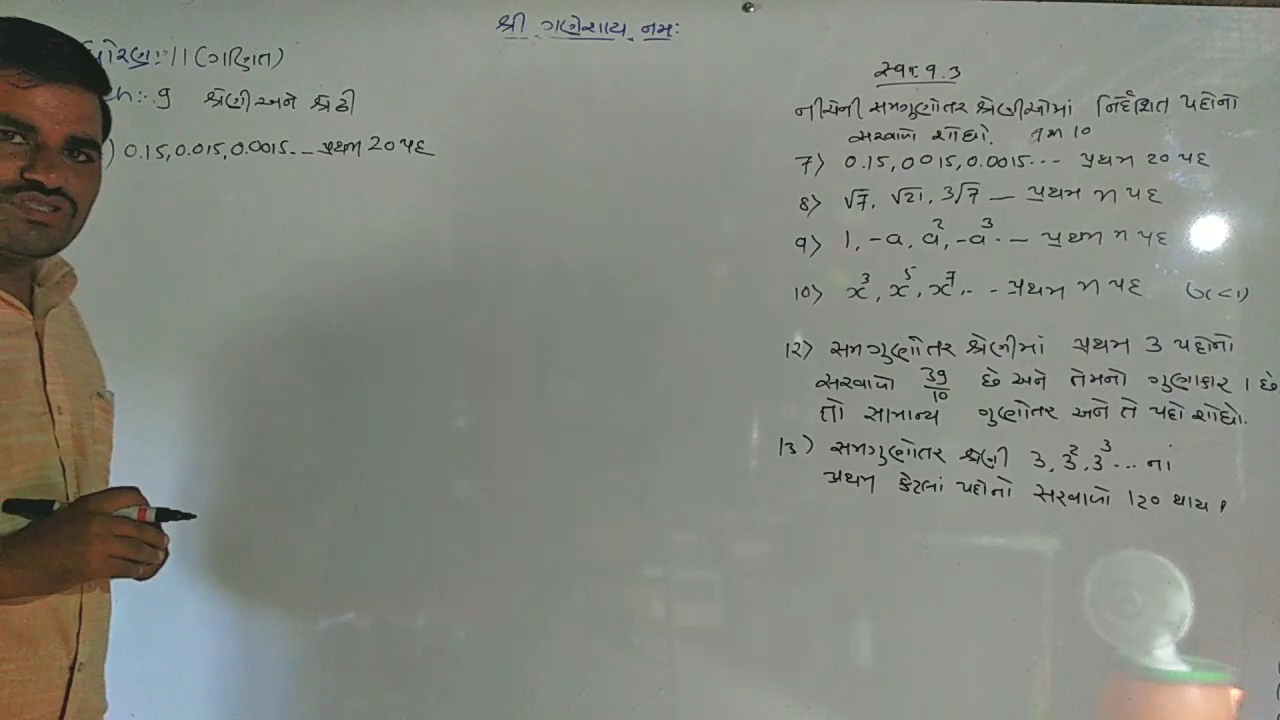 શ્રી ગણેશાય નમઃ
ધોરણઃ-11 (ગણિત)
ch:- 9 શ્રેણી અને શ્રેઢી
) 0.15, 0.015, 0.0015... પ્રથમ 20 પદ
સ્વા. 9.3
નીચેની સમગુણોતર શ્રેણીઓમાં નિર્દેશિત પદોનો
સરવાળો શોધો. 7 થી 10
7) 0.15, 0.015, 0.0015... પ્રથમ 20 પદ
8) √7, √21, 3√7 — પ્રથમ n પદ
9) 1, -a, a², -a³... પ્રથમ n પદ
10) x³, x⁵, x⁷,... પ્રથમ n પદ
12) સમગુણોતર શ્રેણીમાં પ્રથમ 3 પદોનો
સરવાળો 39/10 છે અને તેમનો ગુણાકાર 1 છે
તો સામાન્ય ગુણોતર અને તે પદો શોધો.
13) સમગુણોતર શ્રેણી 3, 3², 3³... નાં
પ્રથમ કેટલાં પદોનો સરવાળો 120 થાય?